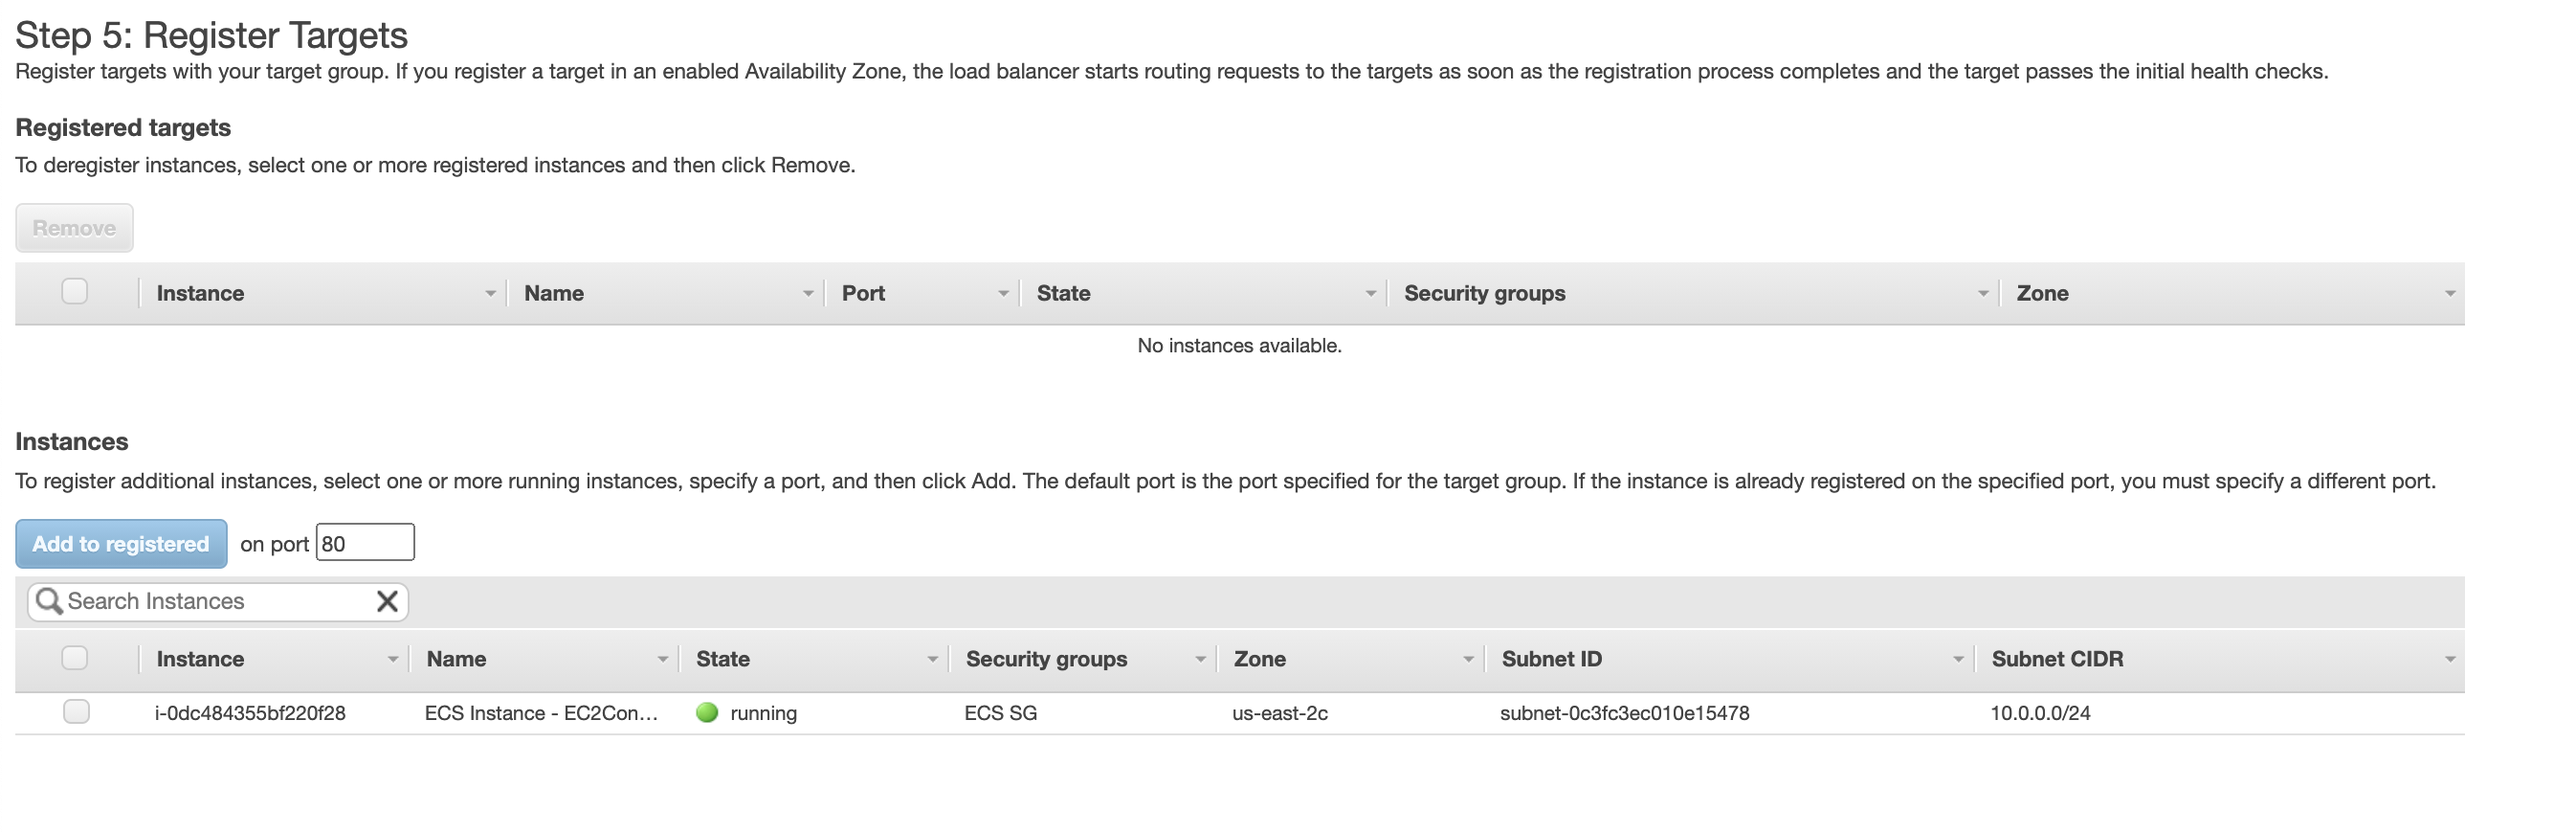 Step 5: Register Targets
Register targets with your target group. If you register a target in an enabled Availability Zone, the load balancer starts routing requests to the targets as soon as the registration process completes and the target passes the initial health checks.
Registered targets
To deregister instances, select one or more registered instances and then click Remove.
Remove
Instance Name Port State Security groups Zone
No instances available.
Instances
To register additional instances, select one or more running instances, specify a port, and then click Add. The default port is the port specified for the target group. If the instance is already registered on the specified port, you must specify a different port.
Add to registered on port 80
Search Instances
Instance Name State Security groups Zone Subnet ID Subnet CIDR
i-0dc484355bf220f28 ECS Instance - EC2Con... running ECS SG us-east-2c subnet-0c3fc3ec010e15478 10.0.0.0/24